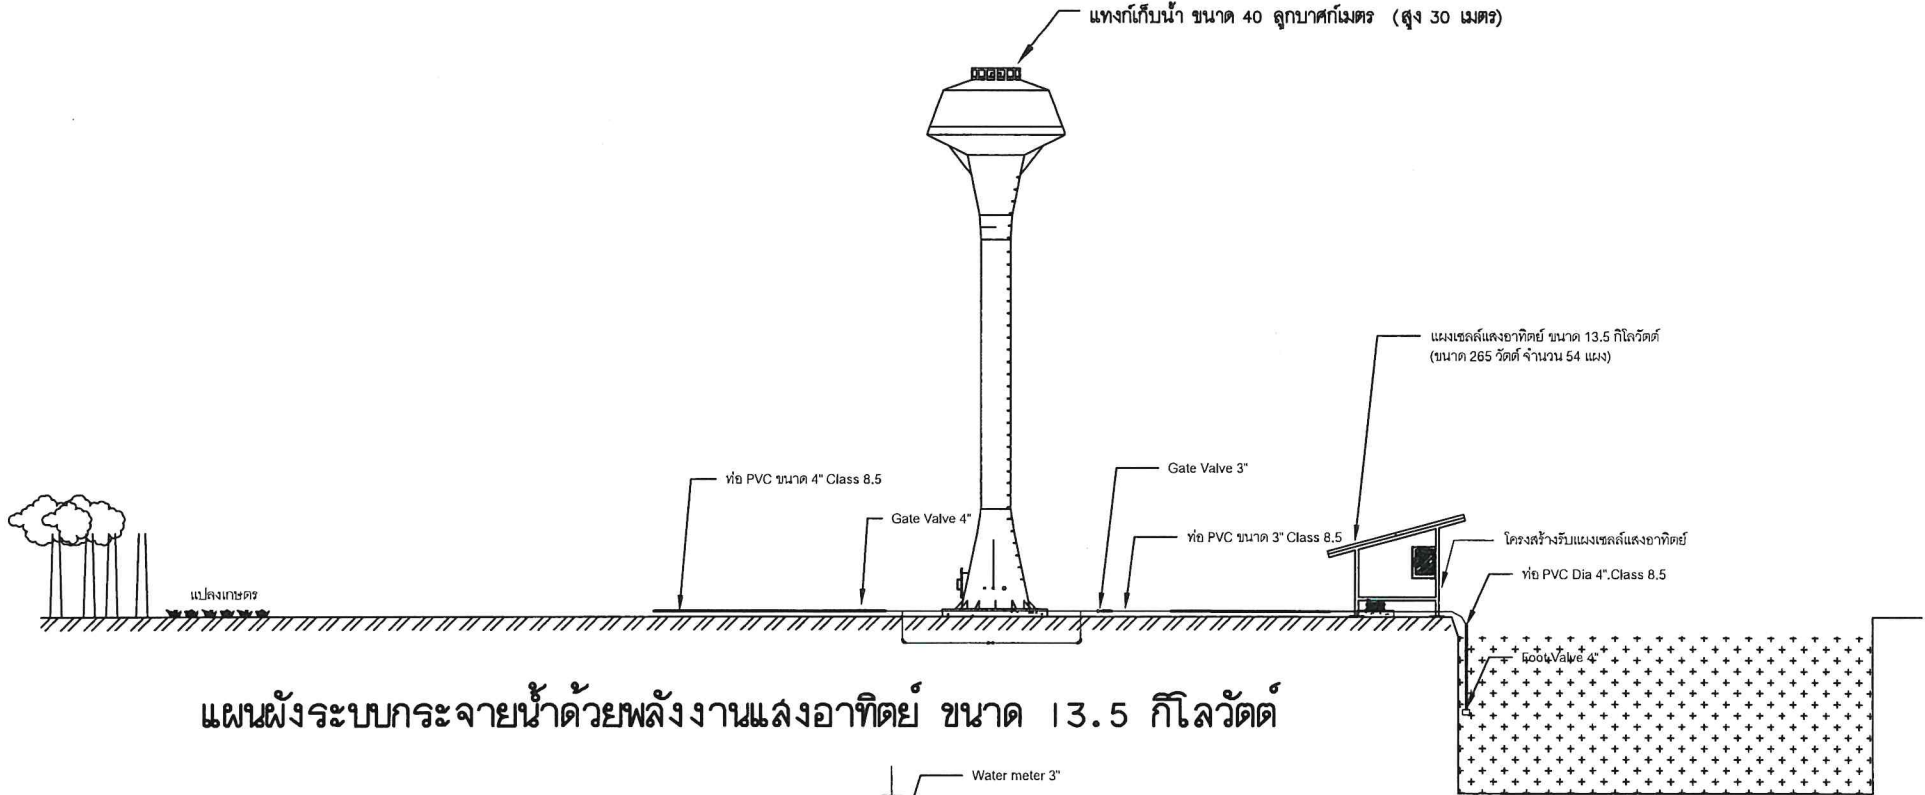 แทงก์เก็บน้ำ ขนาด 40 ลูกบาศก์เมตร (สูง 30 เมตร)
แผงเซลล์แสงอาทิตย์ ขนาด 13.5 กิโลวัตต์
(ขนาด 265 วัตต์ จำนวน 54 แผง)
Gate Valve 3"
ท่อ PVC ขนาด 4" Class 8.5
Gate Valve 4"
ท่อ PVC ขนาด 3" Class 8.5
โครงสร้างรับแผงเซลล์แสงอาทิตย์
ท่อ PVC Dia 4".Class 8.5
แปลงเกษตร
Foot Valve 4"
แผนผังระบบกระจายน้ำด้วยพลังงานแสงอาทิตย์ ขนาด 13.5 กิโลวัตต์
Water meter 3"